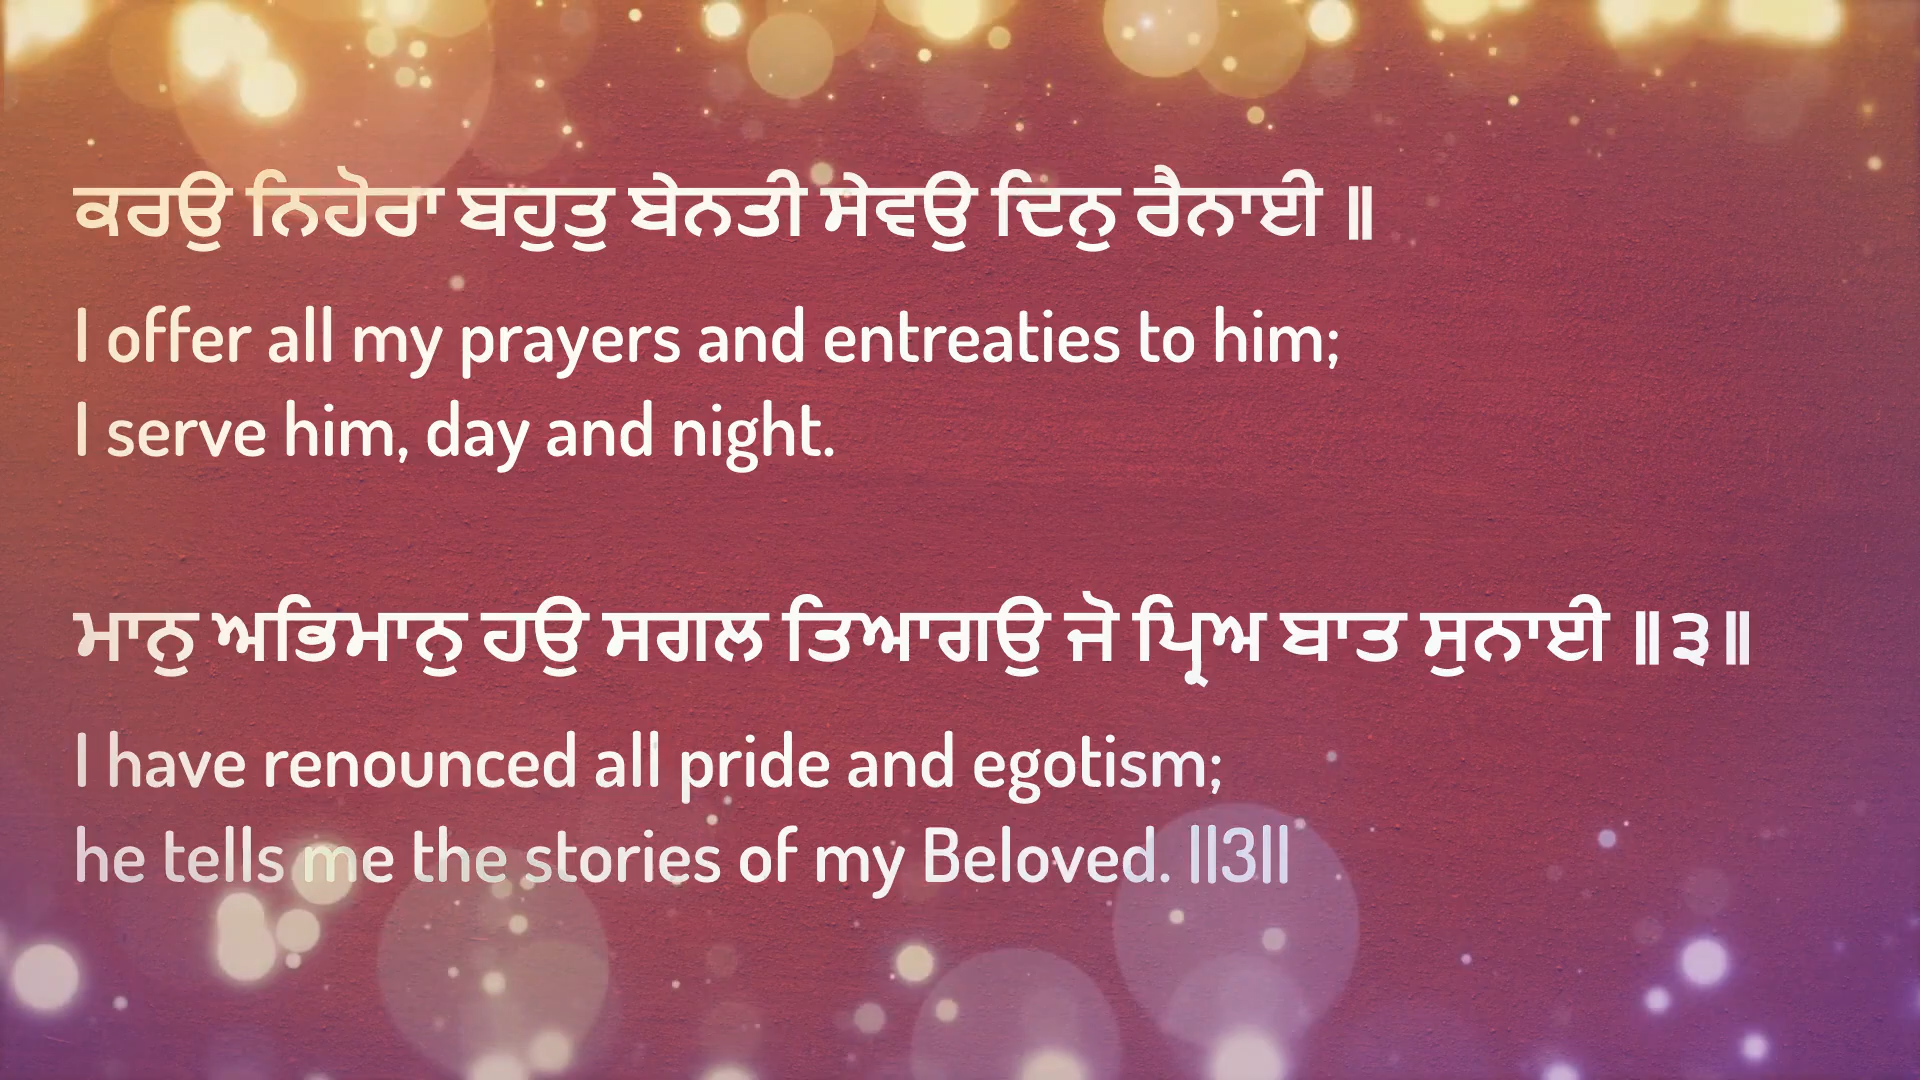 ਕਰਉ ਨਿਹੋਰਾ ਬਹੁਤੁ ਬੇਨਤੀ ਸੇਵਉ ਦਿਨੁ ਰੈਨਾਈ ॥
I offer all my prayers and entreaties to him;
I serve him, day and night.
ਮਾਨੁ ਅਭਿਮਾਨੁ ਹਉ ਸਗਲ ਤਿਆਗਉ ਜੋ ਪ੍ਰਿਅ ਬਾਤ ਸੁਨਾਈ ॥੩॥
I have renounced all pride and egotism;
he tells me the stories of my Beloved. ||3||